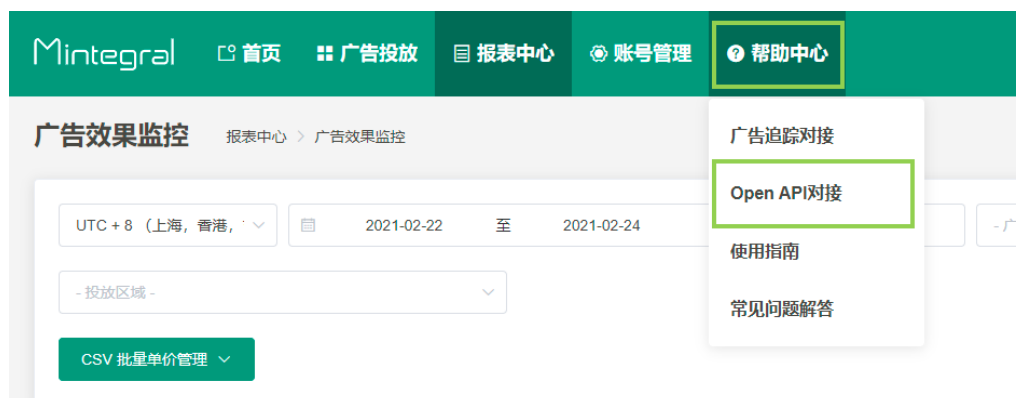 Mintegral 首页 广告投放 报表中心 账号管理 帮助中心
广告效果监控 报表中心 > 广告效果监控
广告追踪对接
Open API对接
UTC + 8 （上海，香港， 2021-02-22 至 2021-02-24 - 广
使用指南
- 投放区域 -
常见问题解答
CSV 批量单价管理